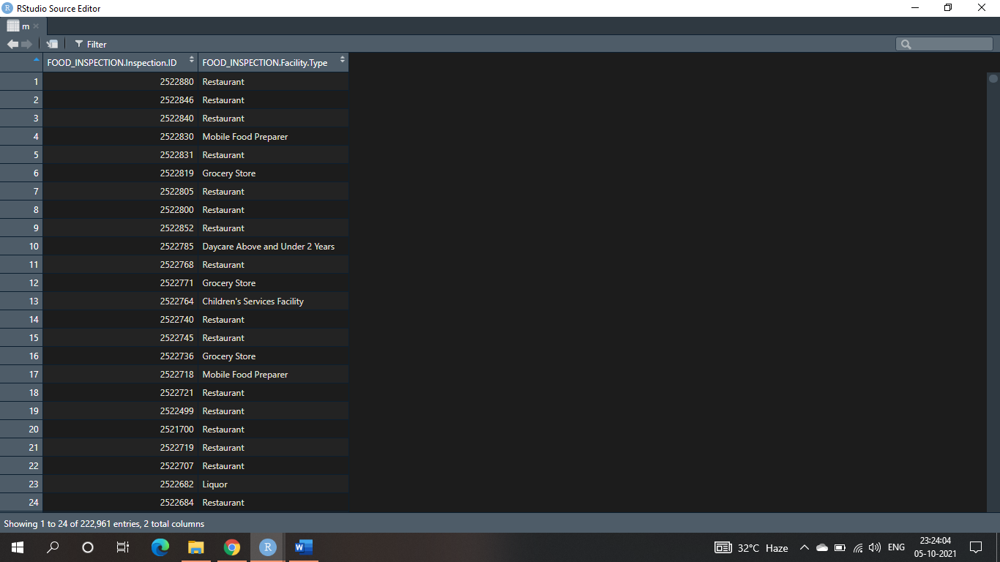 RStudio Source Editor
m
Filter
FOOD_INSPECTION.Inspection.ID FOOD_INSPECTION.Facility.Type
1 2522880 Restaurant
2 2522846 Restaurant
3 2522840 Restaurant
4 2522830 Mobile Food Preparer
5 2522831 Restaurant
6 2522819 Grocery Store
7 2522805 Restaurant
8 2522800 Restaurant
9 2522852 Restaurant
10 2522785 Daycare Above and Under 2 Years
11 2522768 Restaurant
12 2522771 Grocery Store
13 2522764 Children's Services Facility
14 2522740 Restaurant
15 2522745 Restaurant
16 2522736 Grocery Store
17 2522718 Mobile Food Preparer
18 2522721 Restaurant
19 2522499 Restaurant
20 2521700 Restaurant
21 2522719 Restaurant
22 2522707 Restaurant
23 2522682 Liquor
24 2522684 Restaurant
Showing 1 to 24 of 222,961 entries, 2 total columns
32°C Haze ENG 23:24:04
05-10-2021